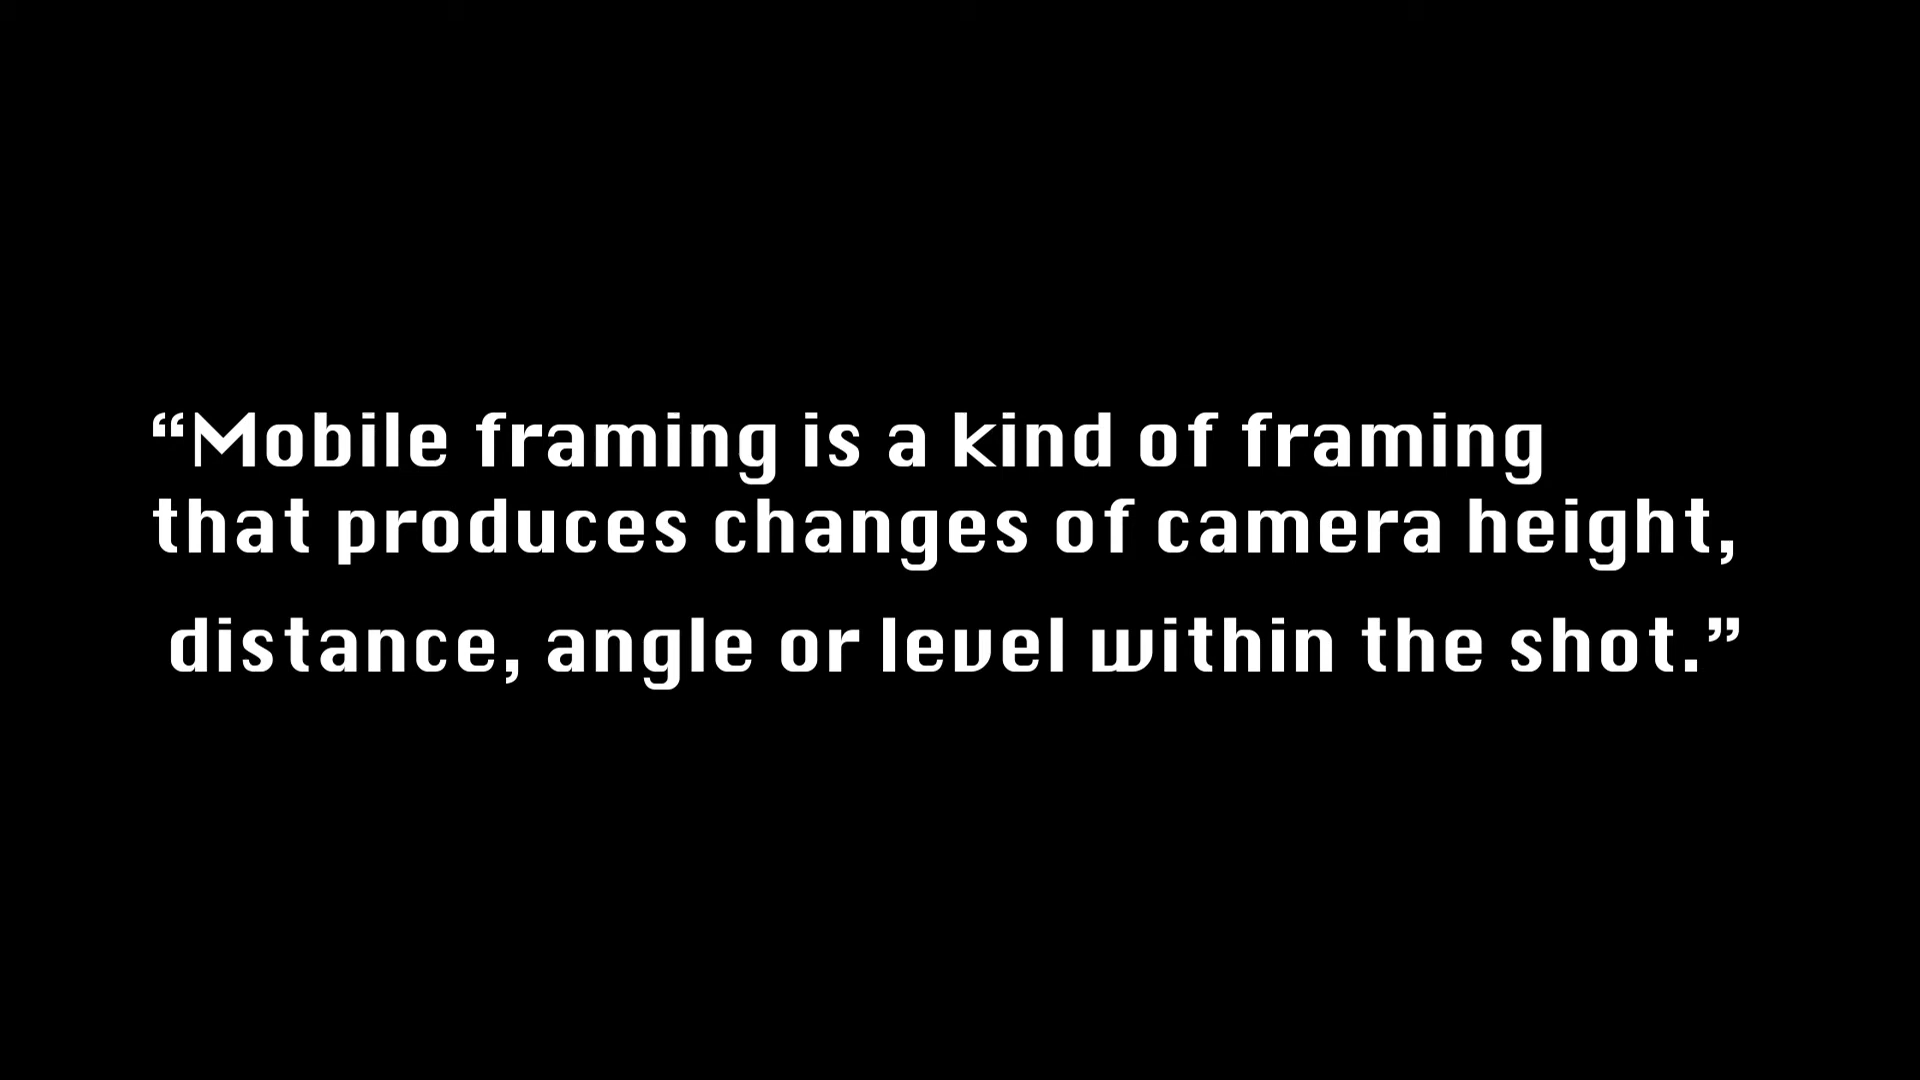 “Mobile framing is a kind of framing
that produces changes of camera height,
distance, angle or level within the shot.”